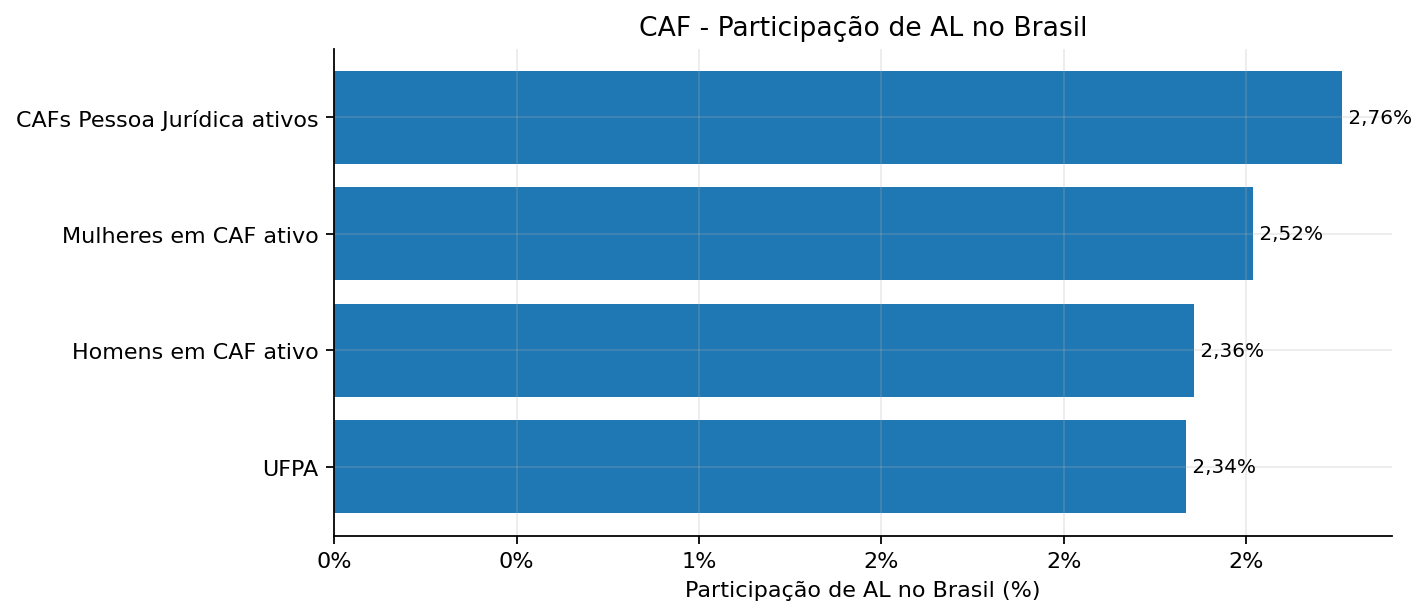 CAF - Participação de AL no Brasil
CAFs Pessoa Jurídica ativos
2,76%
Mulheres em CAF ativo
2,52%
Homens em CAF ativo
2,36%
UFPA
2,34%
0% 0% 1% 2% 2% 2%
Participação de AL no Brasil (%)